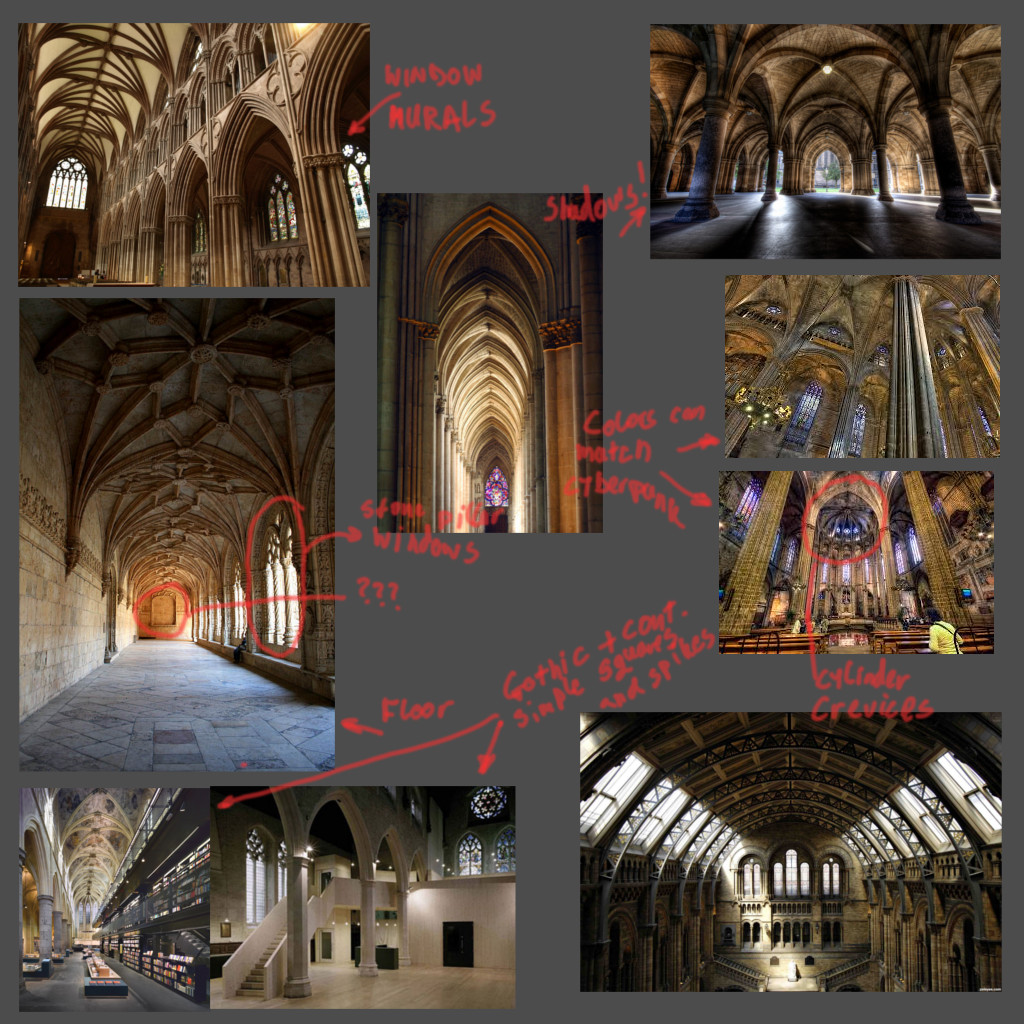 WINDOW
MURALS
Shadows!
Colors can
match
cyberpunk
stone pillar
windows
???
Gothic + cont.
simple squares
and spikes
Floor
cylinder
crevices